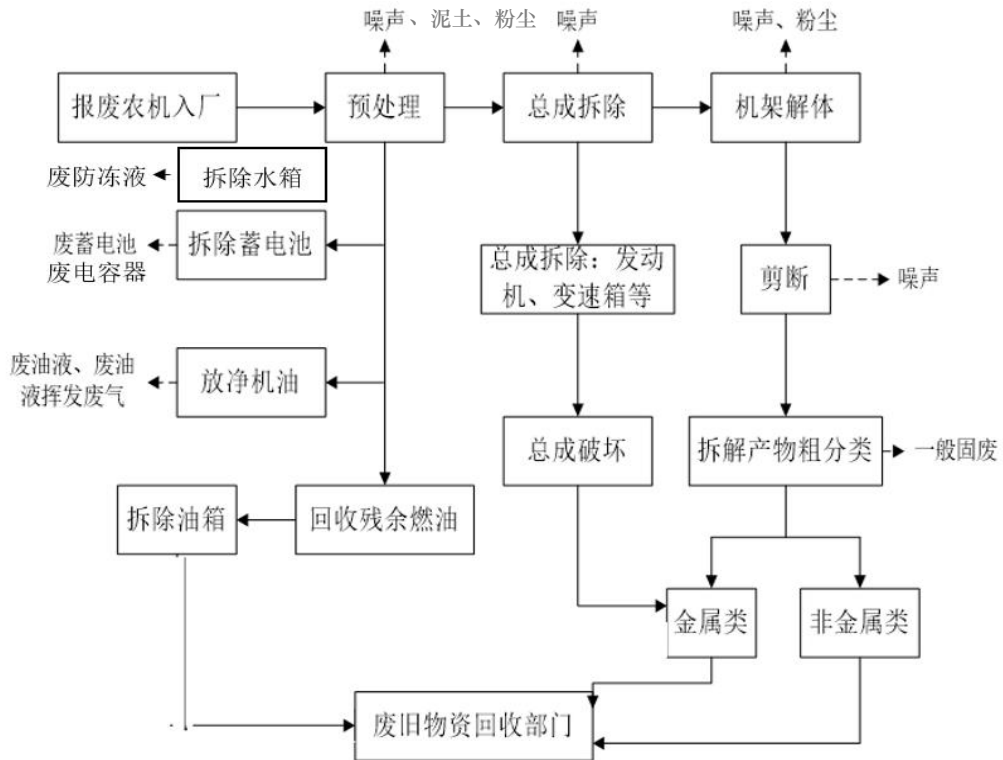 噪声、泥土、粉尘
噪声
噪声、粉尘
报废农机入厂
预处理
总成拆除
机架解体
废防冻液
拆除水箱
废蓄电池
废电容器
拆除蓄电池
总成拆除：发动
机、变速箱等
剪断
噪声
废油液、废油
液挥发废气
放净机油
总成破坏
拆解产物粗分类
一般固废
拆除油箱
回收残余燃油
金属类
非金属类
废旧物资回收部门